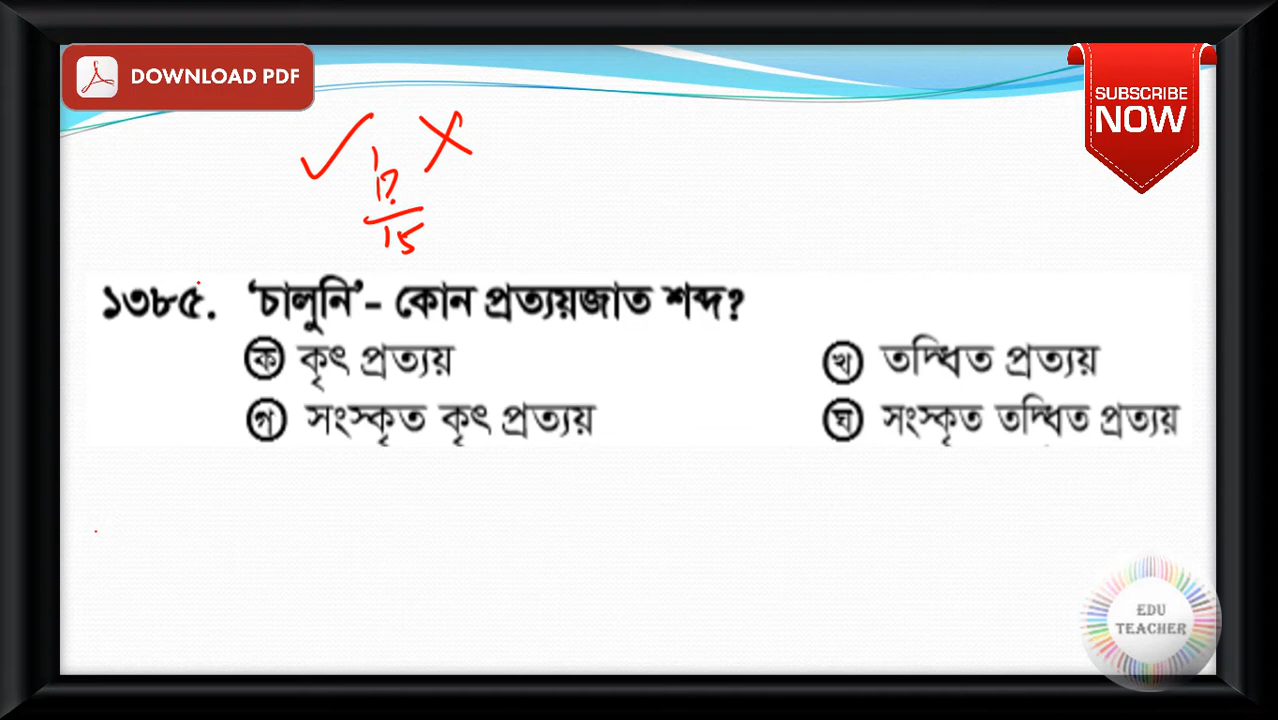 DOWNLOAD PDF
SUBSCRIBE
NOW
15
১৩৮৫. ‘চালুনি’- কোন প্রত্যয়জাত শব্দ?
ক কৃৎ প্রত্যয় খ তদ্ধিত প্রত্যয়
গ সংস্কৃত কৃৎ প্রত্যয় ঘ সংস্কৃত তদ্ধিত প্রত্যয়
EDU
TEACHER